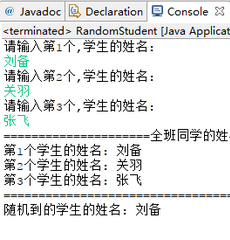 @ Javadoc Declaration Console
<terminated> RandomStudent [Java Applicat
请输入第1个,学生的姓名：
刘备
请输入第2个,学生的姓名：
关羽
请输入第3个,学生的姓名：
张飞
=====================全班同学的姓
第1个学生的姓名：刘备
第2个学生的姓名：关羽
第3个学生的姓名：张飞
================================
随机到的学生的姓名：刘备